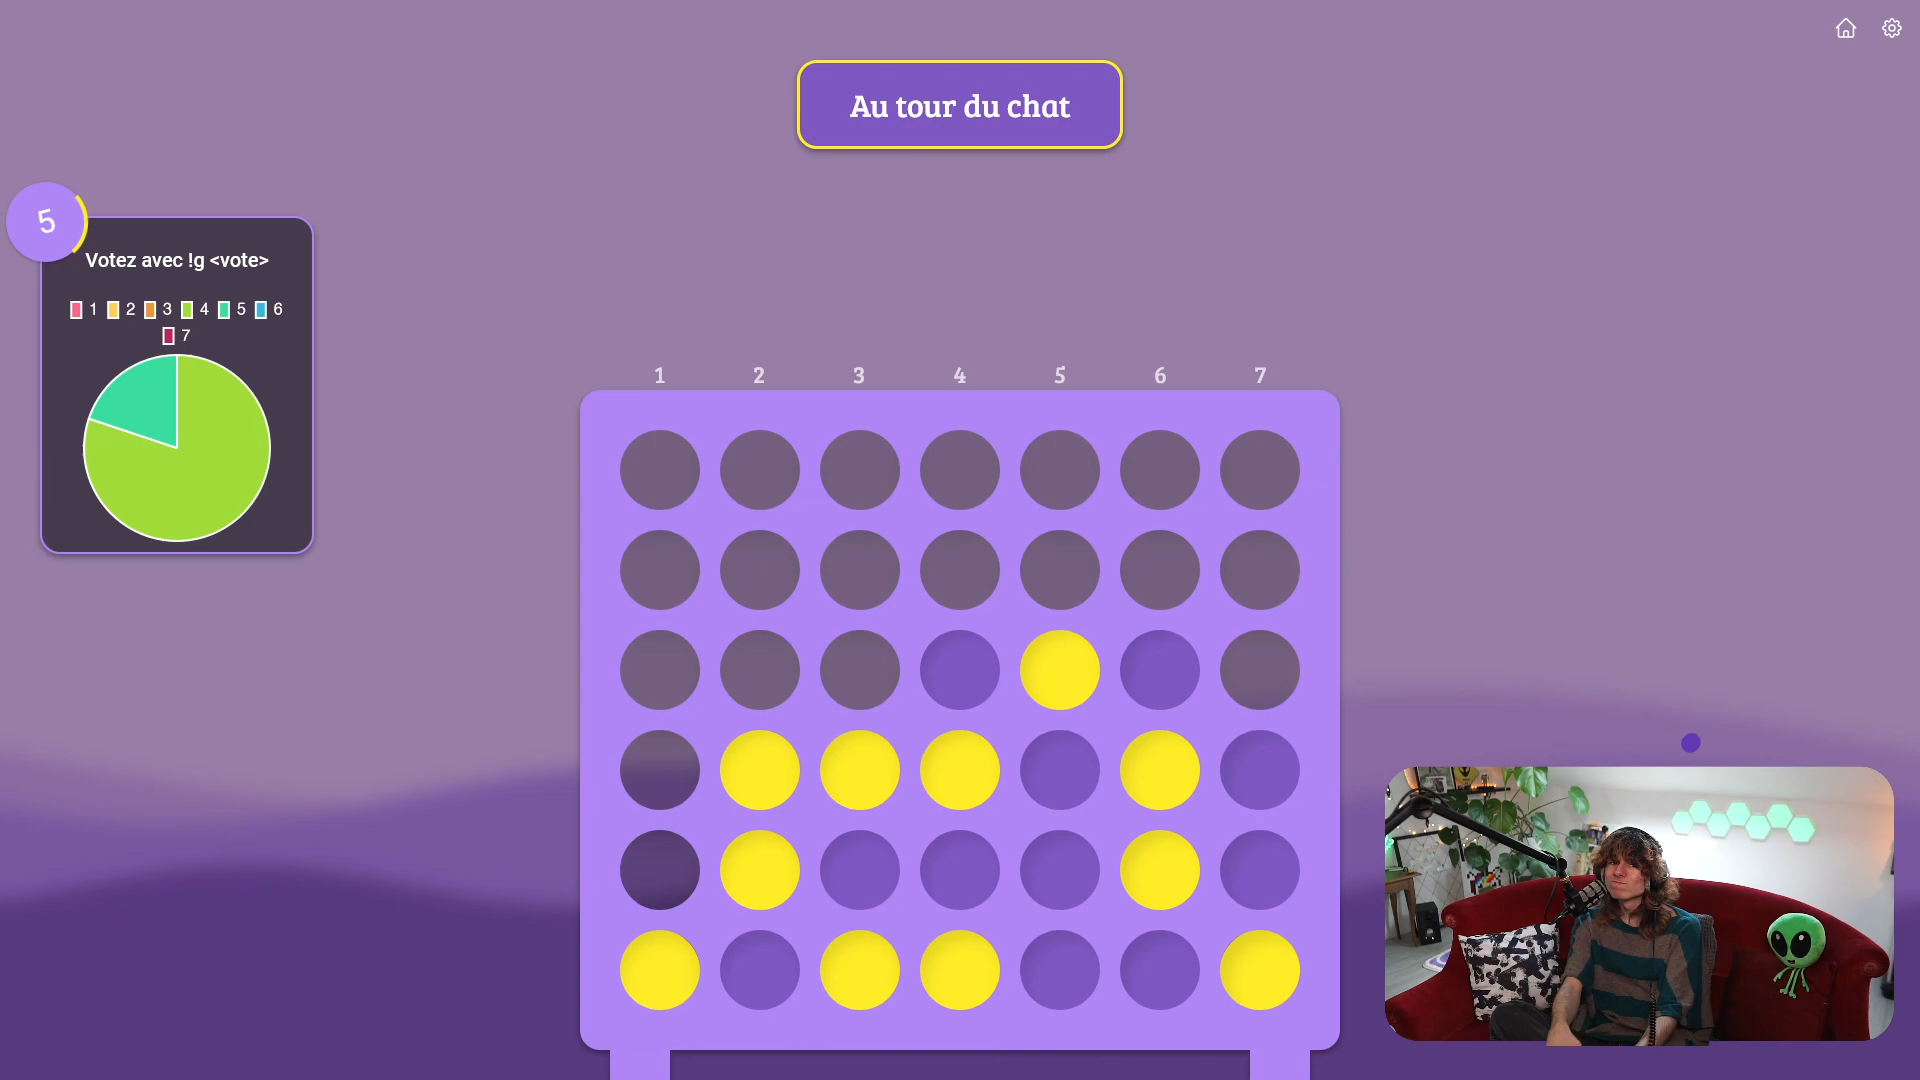 Au tour du chat
5
Votez avec !g <vote>
1 2 3 4 5 6
7
1 2 3 4 5 6 7